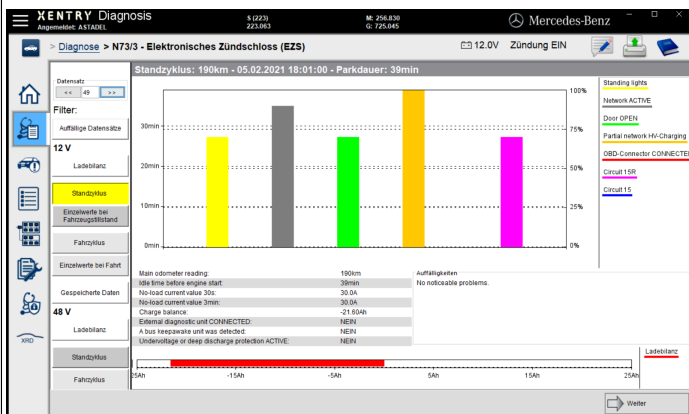 XENTRY Diagnosis
Angemeldet: ASTADEL
S (223)
223.063
M: 256.830
G: 725.045
Mercedes-Benz
> Diagnose > N73/3 - Elektronisches Zündschloss (EZS)
12.0V Zündung EIN
Standzyklus: 190km - 05.02.2021 18:01:00 - Parkdauer: 39min
Datensatz
<< 49 >>
Filter:
Auffällige Datensätze
12 V
Ladebilanz
Standzyklus
Einzelwerte bei
Fahrzeugstillstand
Fahrzyklus
Einzelwerte bei Fahrt
Gespeicherte Daten
48 V
Ladebilanz
Standzyklus
Fahrzyklus
XRD
30min
20min
10min
0min
100%
75%
50%
25%
0%
Standing lights
Network ACTIVE
Door OPEN
Partial network HV-Charging
OBD-Connector CONNECTE
Circuit 15R
Circuit 15
Main odometer reading: 190km
Idle time before engine start: 39min
No-load current value 30s: 30.0A
No-load current value 3min: 30.0A
Charge balance: -21.60Ah
External diagnostic unit CONNECTED: NEIN
A bus keepawake unit was detected: NEIN
Undervoltage or deep discharge protection ACTIVE: NEIN
Auffälligkeiten
No noticeable problems.
25Ah -15Ah -5Ah 5Ah 15Ah 25Ah
Ladebilanz
Weiter